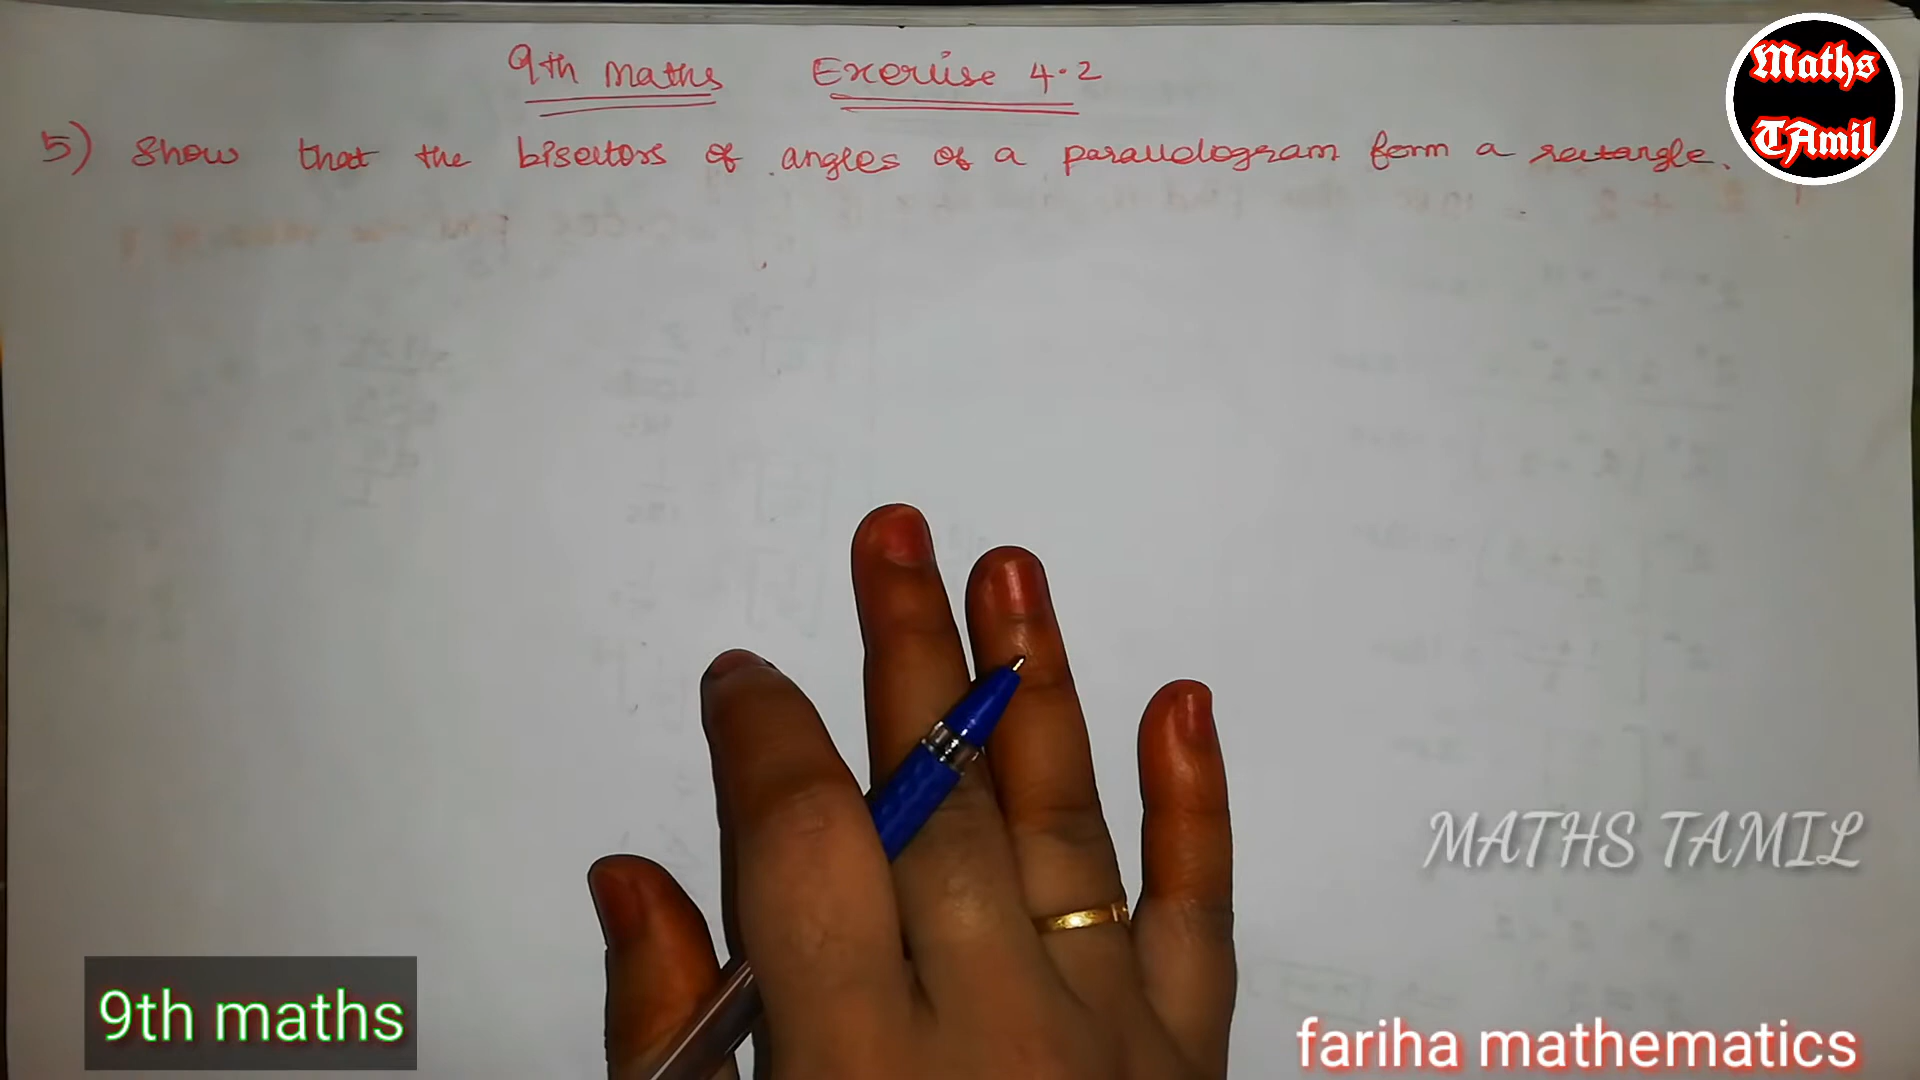 9th Maths Exercise 4.2
Maths
TAmil
5) Show that the bisectors of angles of a parallelogram form a rectangle.
MATHS TAMIL
9th maths
fariha mathematics